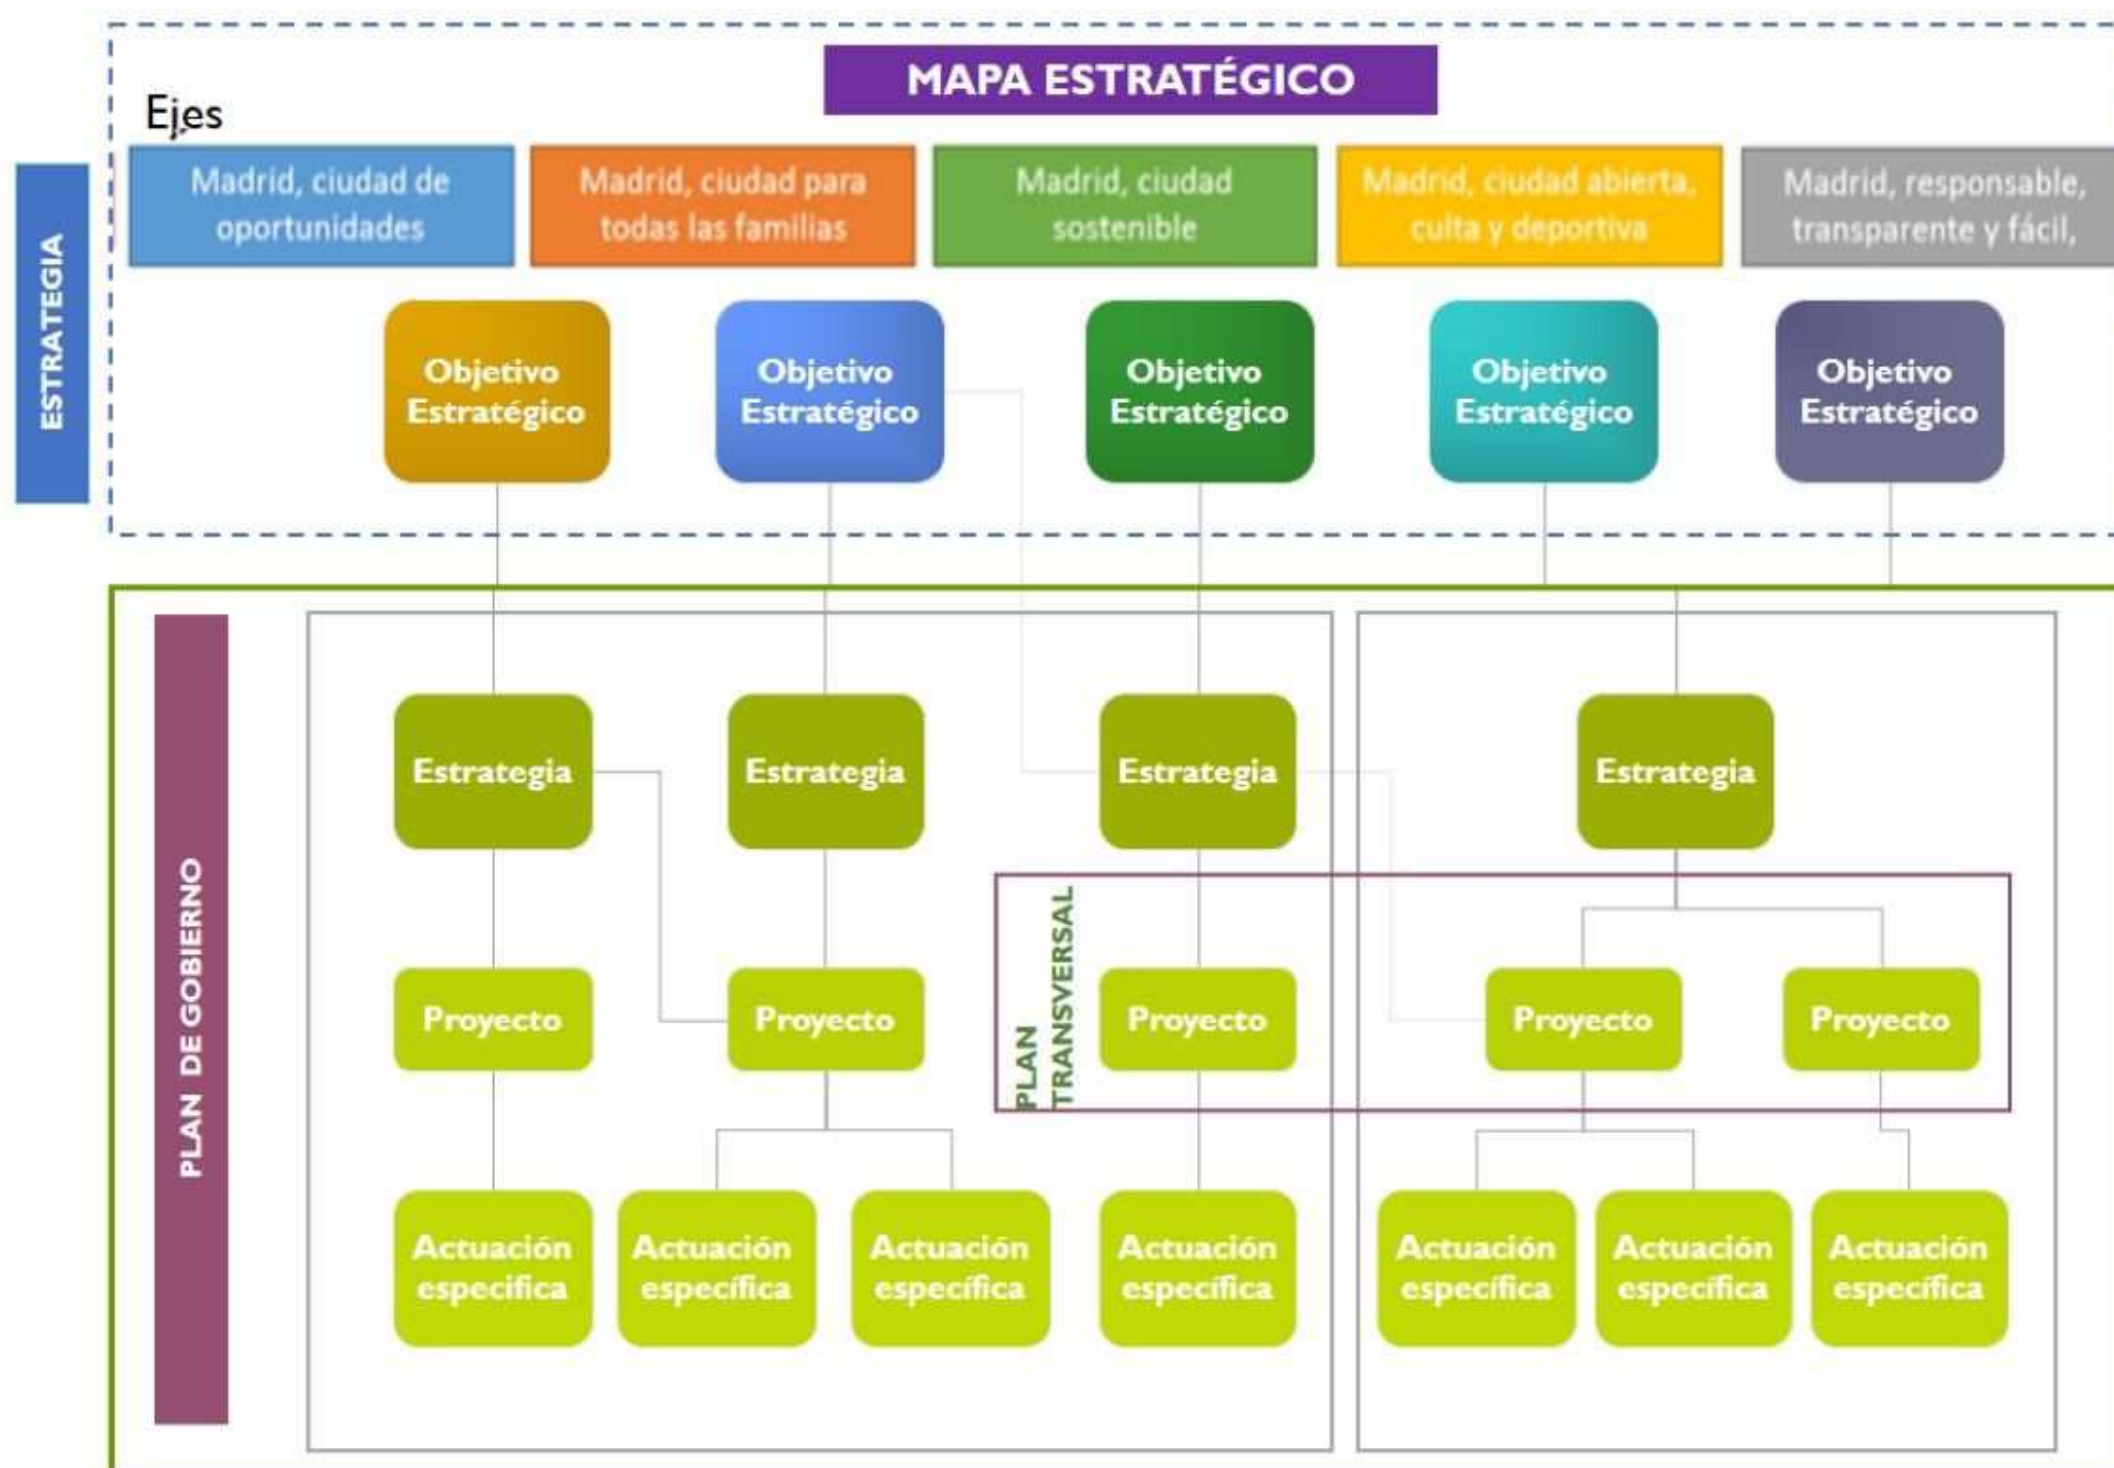 MAPA ESTRATÉGICO
Ejes
ESTRATEGIA
Madrid, ciudad de
oportunidades
Madrid, ciudad para
todas las familias
Madrid, ciudad
sostenible
Madrid, ciudad abierta,
culta y deportiva
Madrid, responsable,
transparente y fácil,
Objetivo
Estratégico
Objetivo
Estratégico
Objetivo
Estratégico
Objetivo
Estratégico
Objetivo
Estratégico
PLAN DE GOBIERNO
Estrategia
Estrategia
Estrategia
Estrategia
PLAN
TRANSVERSAL
Proyecto
Proyecto
Proyecto
Proyecto
Proyecto
Actuación
específica
Actuación
específica
Actuación
específica
Actuación
específica
Actuación
específica
Actuación
específica
Actuación
específica